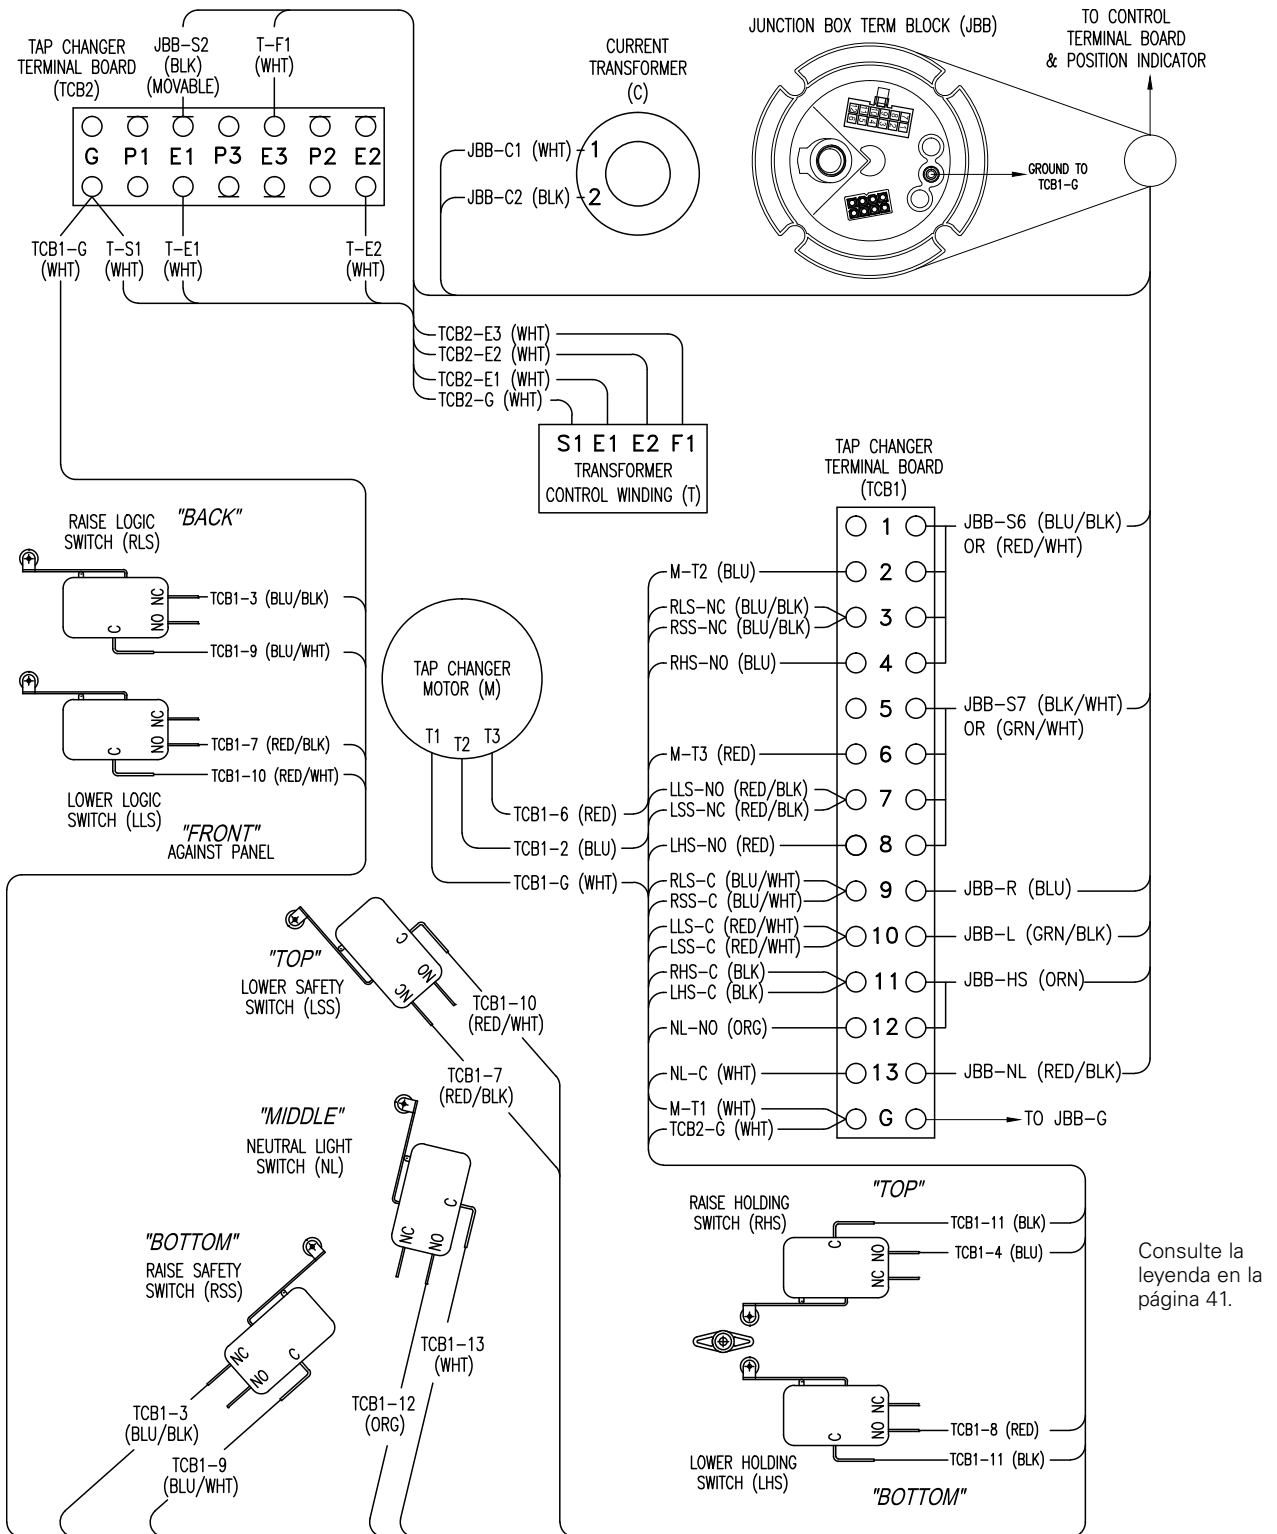 TAP CHANGER
TERMINAL BOARD
(TCB2)
JBB-S2
(BLK)
(MOVABLE)
T-F1
(WHT)
CURRENT
TRANSFORMER
(C)
JUNCTION BOX TERM BLOCK (JBB)
TO CONTROL
TERMINAL BOARD
& POSITION INDICATOR
G P1 E1 P3 E3 P2 E2
JBB-C1 (WHT) 1
JBB-C2 (BLK) 2
GROUND TO
TCB1-G
TCB1-G
(WHT)
T-S1
(WHT)
T-E1
(WHT)
T-E2
(WHT)
TCB2-E3 (WHT)
TCB2-E2 (WHT)
TCB2-E1 (WHT)
TCB2-G (WHT)
S1 E1 E2 F1
TRANSFORMER
CONTROL WINDING (T)
TAP CHANGER
TERMINAL BOARD
(TCB1)
"BACK"
RAISE LOGIC
SWITCH (RLS)
NO NC
C
TCB1-3 (BLU/BLK)
TCB1-9 (BLU/WHT)
NO NC
C
TCB1-7 (RED/BLK)
TCB1-10 (RED/WHT)
LOWER LOGIC
SWITCH (LLS)
"FRONT"
AGAINST PANEL
TAP CHANGER
MOTOR (M)
T1 T2 T3
TCB1-6 (RED)
TCB1-2 (BLU)
TCB1-G (WHT)
1 JBB-S6 (BLU/BLK)
OR (RED/WHT)
M-T2 (BLU) 2
RLS-NC (BLU/BLK)
RSS-NC (BLU/BLK)
3
RHS-NO (BLU) 4
5 JBB-S7 (BLK/WHT)
OR (GRN/WHT)
M-T3 (RED) 6
LLS-NO (RED/BLK)
LSS-NC (RED/BLK)
7
LHS-NO (RED) 8
RLS-C (BLU/WHT)
RSS-C (BLU/WHT)
9 JBB-R (BLU)
LLS-C (RED/WHT)
LSS-C (RED/WHT)
10 JBB-L (GRN/BLK)
RHS-C (BLK)
LHS-C (BLK)
11 JBB-HS (ORN)
NL-NO (ORG) 12
NL-C (WHT) 13 JBB-NL (RED/BLK)
M-T1 (WHT)
TCB2-G (WHT)
G TO JBB-G
"TOP"
LOWER SAFETY
SWITCH (LSS)
C
NO
NC
TCB1-10
(RED/WHT)
TCB1-7
(RED/BLK)
"MIDDLE"
NEUTRAL LIGHT
SWITCH (NL)
C
NC
NO
TCB1-13
(WHT)
TCB1-12
(ORG)
"BOTTOM"
RAISE SAFETY
SWITCH (RSS)
NC
C
NO
TCB1-3
(BLU/BLK)
TCB1-9
(BLU/WHT)
"TOP"
RAISE HOLDING
SWITCH (RHS)
C
NC NO
TCB1-11 (BLK)
TCB1-4 (BLU)
NO NC
C
TCB1-8 (RED)
TCB1-11 (BLK)
LOWER HOLDING
SWITCH (LHS)
"BOTTOM"
Consulte la
leyenda en la
página 41.